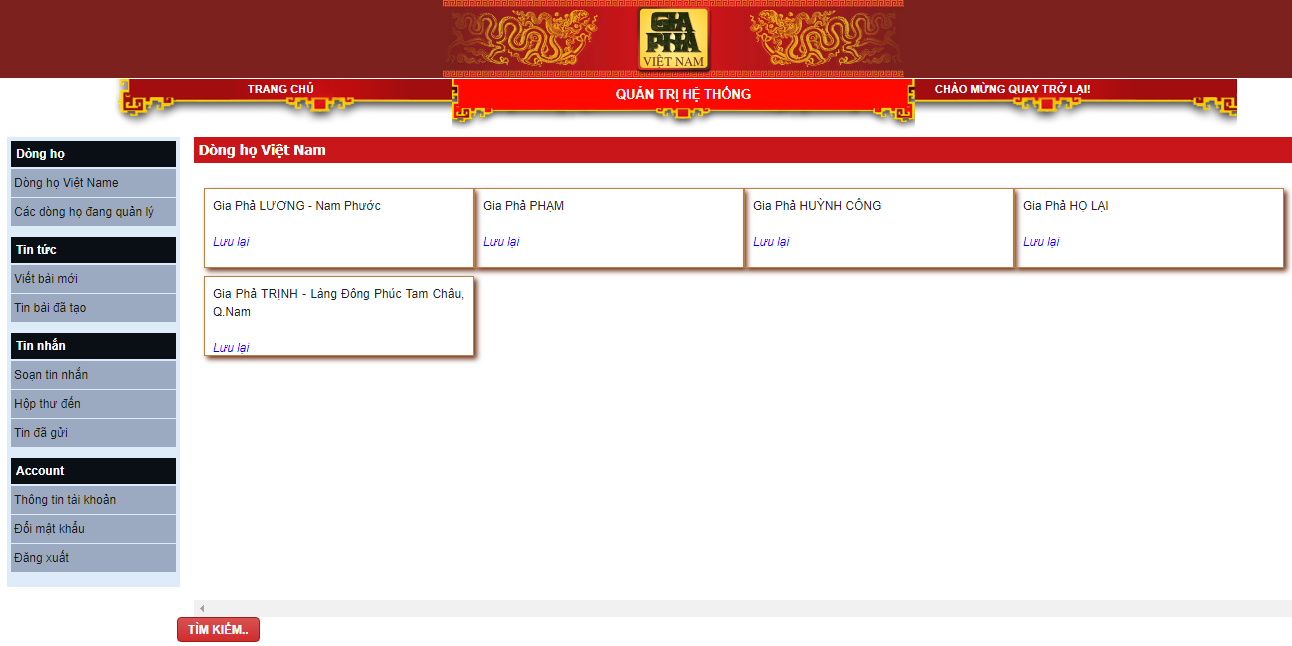 GIA
PHẢ
VIỆT NAM
TRANG CHỦ
QUẢN TRỊ HỆ THỐNG
CHÀO MỪNG QUAY TRỞ LẠI!
Dòng họ
Dòng họ Việt Name
Các dòng họ đang quản lý
Tin tức
Viết bài mới
Tin bài đã tạo
Tin nhắn
Soạn tin nhắn
Hộp thư đến
Tin đã gửi
Account
Thông tin tài khoản
Đổi mật khẩu
Đăng xuất
Dòng họ Việt Nam
Gia Phả LƯƠNG - Nam Phước
Lưu lại
Gia Phả PHẠM
Lưu lại
Gia Phả HUỲNH CÔNG
Lưu lại
Gia Phả HỌ LẠI
Lưu lại
Gia Phả TRỊNH - Làng Đông Phúc Tam Châu,
Q.Nam
Lưu lại
TÌM KIẾM..